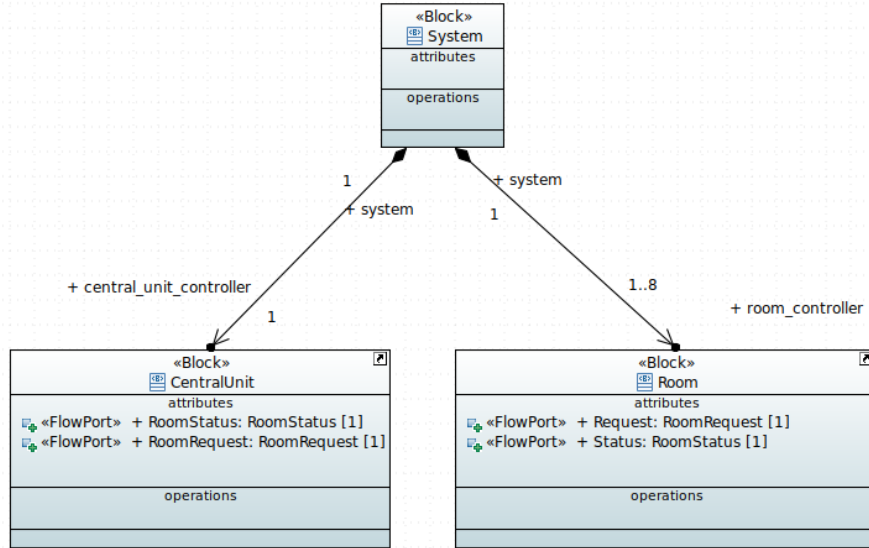 «Block»
System
attributes
operations
1
+ system
+ system
1
+ central_unit_controller
1
1..8
+ room_controller
«Block»
CentralUnit
attributes
«FlowPort» + RoomStatus: RoomStatus [1]
«FlowPort» + RoomRequest: RoomRequest [1]
operations
«Block»
Room
attributes
«FlowPort» + Request: RoomRequest [1]
«FlowPort» + Status: RoomStatus [1]
operations